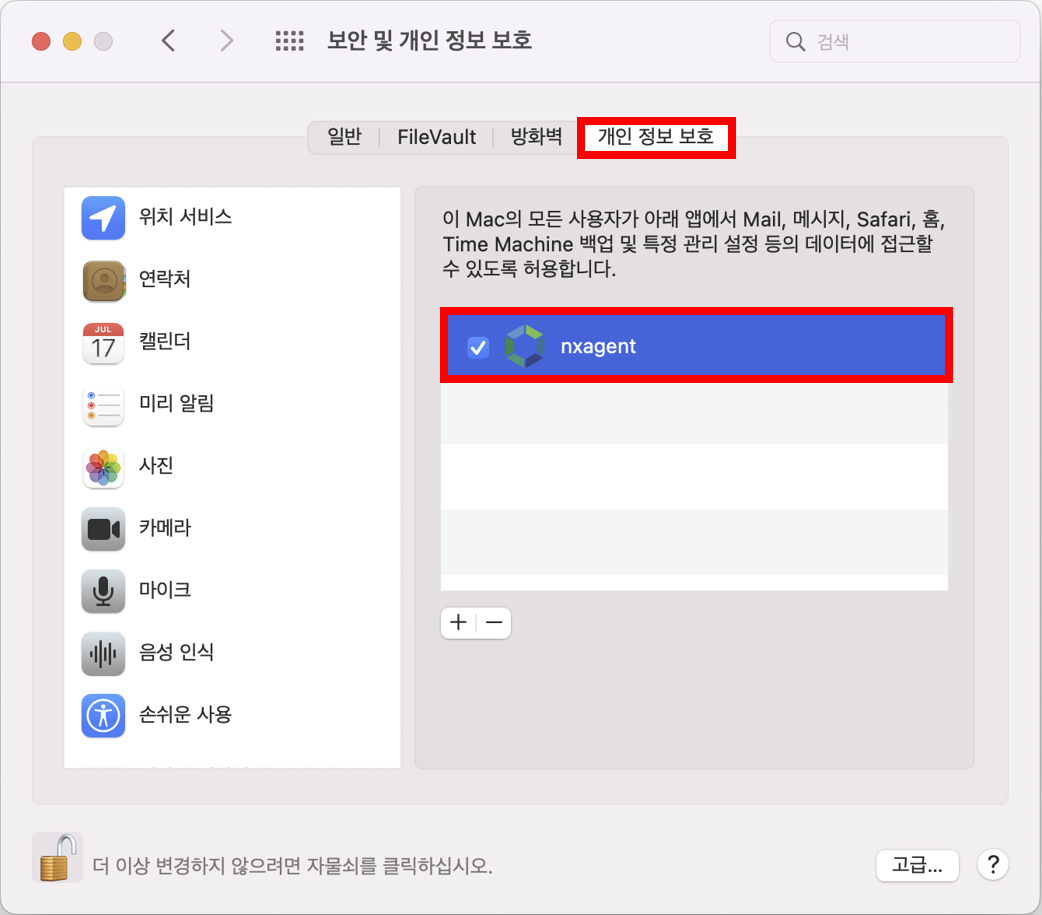 보안 및 개인 정보 보호
검색
일반
FileVault
방화벽
개인 정보 보호
위치 서비스
연락처
JUL
17
캘린더
미리 알림
사진
카메라
마이크
음성 인식
손쉬운 사용
이 Mac의 모든 사용자가 아래 앱에서 Mail, 메시지, Safari, 홈,
Time Machine 백업 및 특정 관리 설정 등의 데이터에 접근할
수 있도록 허용합니다.
nxagent
더 이상 변경하지 않으려면 자물쇠를 클릭하십시오.
고급...
?